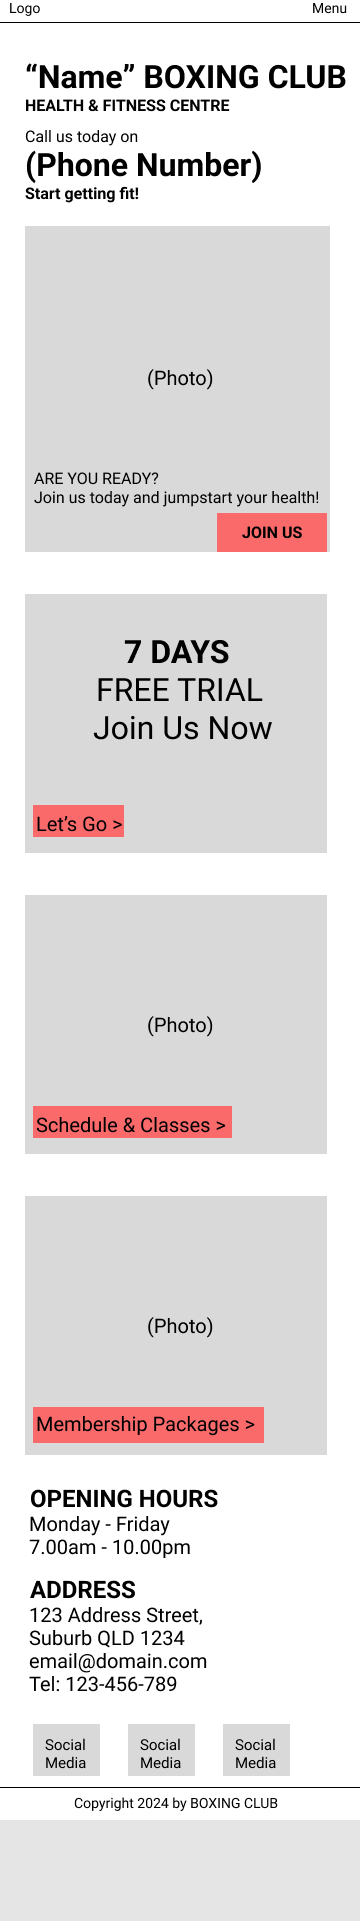 Logo
Menu
“Name” BOXING CLUB
HEALTH & FITNESS CENTRE
Call us today on
(Phone Number)
Start getting fit!
(Photo)
ARE YOU READY?
Join us today and jumpstart your health!
JOIN US
7 DAYS
FREE TRIAL
Join Us Now
Let’s Go >
(Photo)
Schedule & Classes >
(Photo)
Membership Packages >
OPENING HOURS
Monday - Friday
7.00am - 10.00pm
ADDRESS
123 Address Street,
Suburb QLD 1234
email@domain.com
Tel: 123-456-789
Social
Media
Social
Media
Social
Media
Copyright 2024 by BOXING CLUB